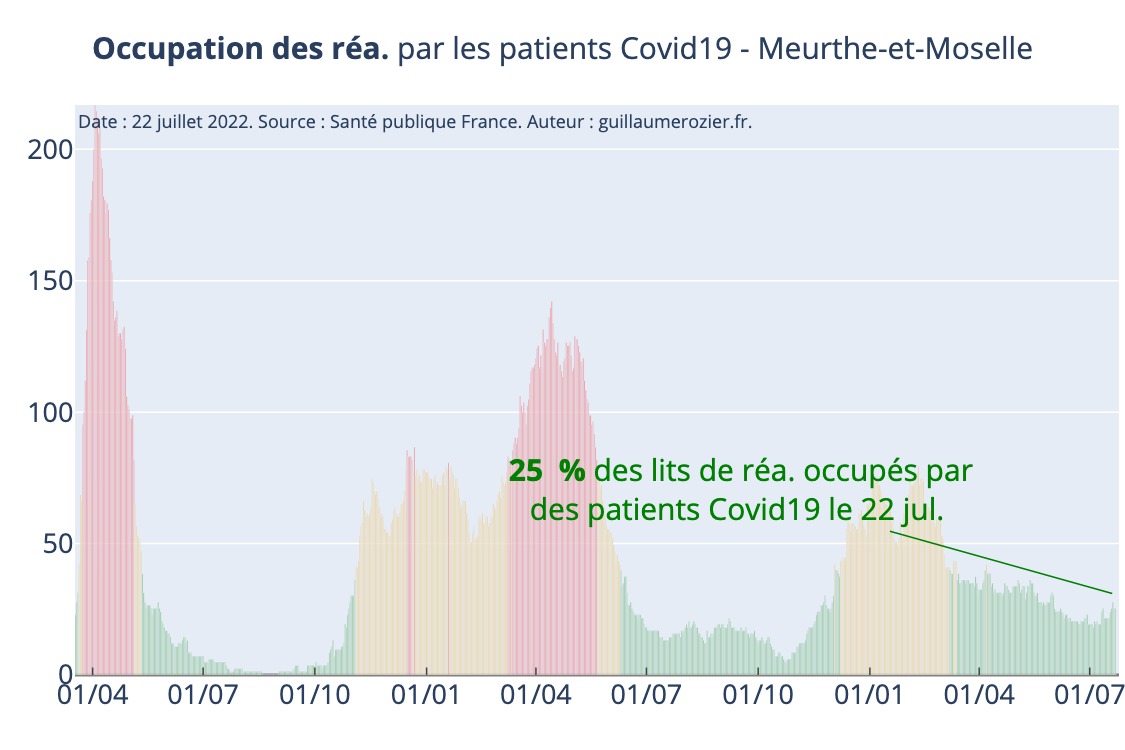 Occupation des réa. par les patients Covid19 - Meurthe-et-Moselle
Date : 22 juillet 2022. Source : Santé publique France. Auteur : guillaumerozier.fr.
200
150
100
50
0
25 % des lits de réa. occupés par
des patients Covid19 le 22 jul.
01/04 01/07 01/10 01/01 01/04 01/07 01/10 01/01 01/04 01/07